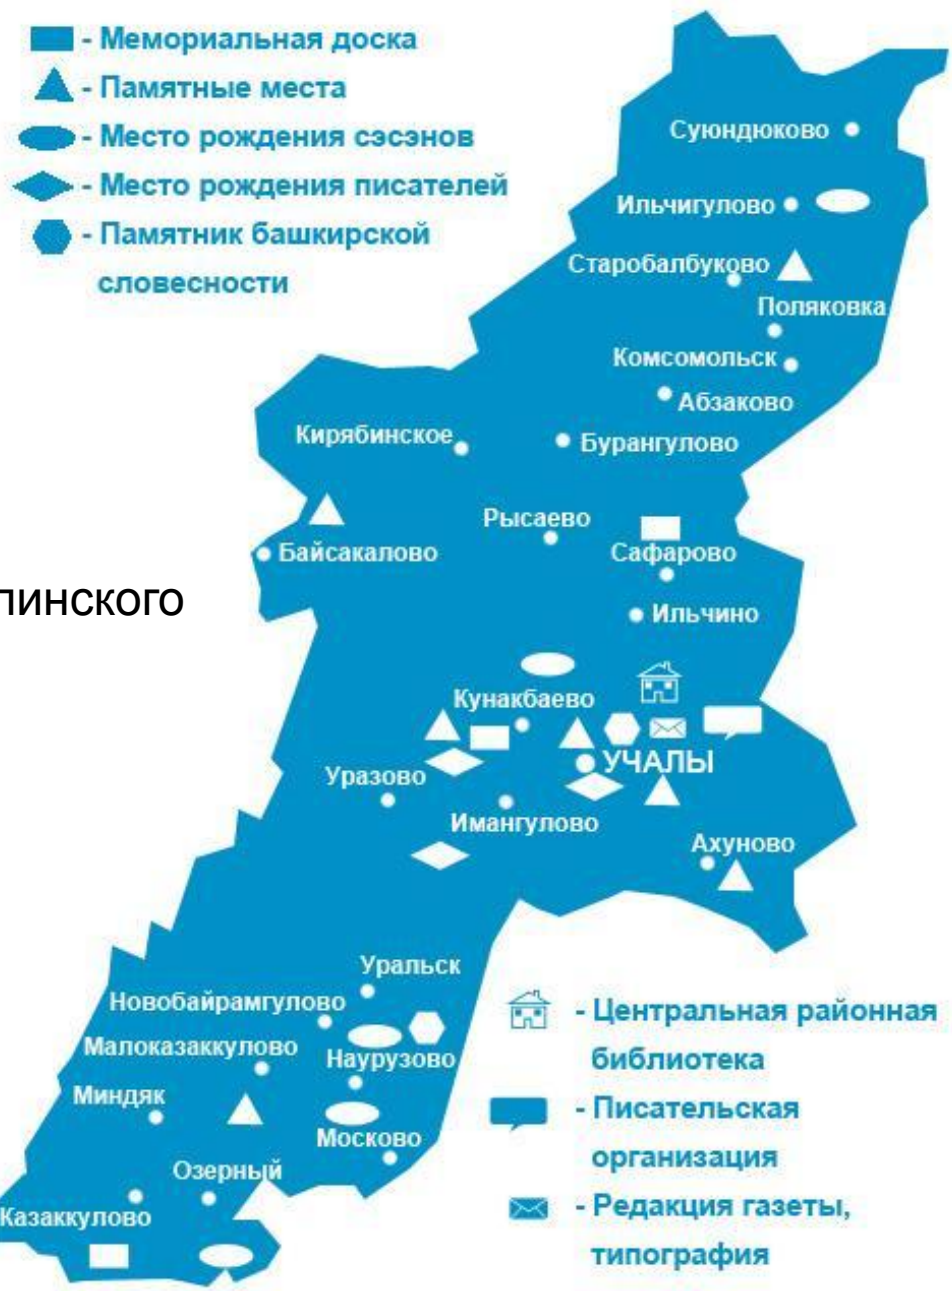 - Мемориальная доска
- Памятные места
- Место рождения сэсэнов
- Место рождения писателей
- Памятник башкирской
словесности
Суюндюково
Ильчигулово
Старобалбуково
Поляковка
Комсомольск
Абзаково
Кирябинское
Бурангулово
Рысаево
Сафарово
Байсакалово
пинского
Ильчино
Кунакбаево
УЧАЛЫ
Уразово
Имангулово
Ахуново
Уральск
Новобайрамгулово
Малоказаккулово
Наурузово
Миндяк
Москово
Озерный
Казаккулово
- Центральная районная
библиотека
- Писательская
организация
- Редакция газеты,
типография